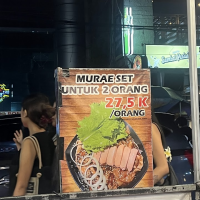 MURAE SET
UNTUK 2 ORANG
27,5 K
/ORANG